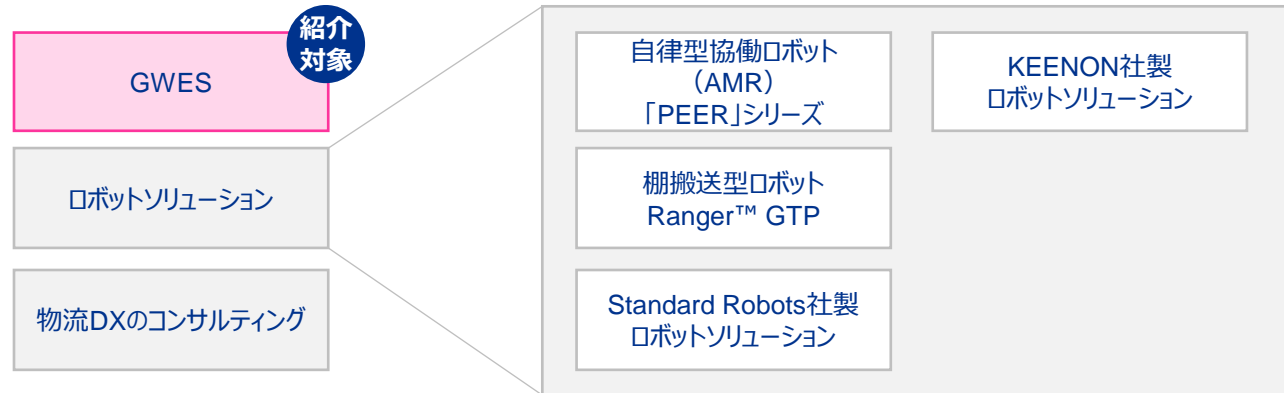 紹介
対象
GWES
ロボットソリューション
物流DXのコンサルティング
自律型協働ロボット
（AMR）
「PEER」シリーズ
KEENON社製
ロボットソリューション
棚搬送型ロボット
Ranger™ GTP
Standard Robots社製
ロボットソリューション